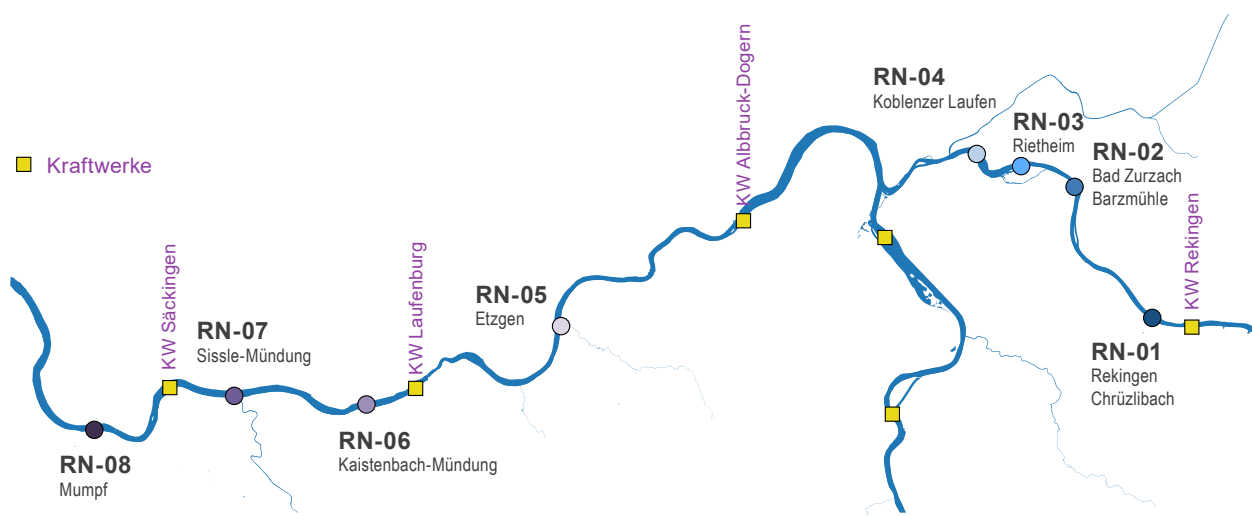 RN-04
Koblenzer Laufen
RN-03
Rietheim
RN-02
Bad Zurzach
Barzmühle
KW Albbruck-Dogern
Kraftwerke
KW Rekingen
KW Säckingen
KW Laufenburg
RN-05
Etzgen
RN-07
Sissle-Mündung
RN-01
Rekingen
Chrüzlibach
RN-06
Kaistenbach-Mündung
RN-08
Mumpf